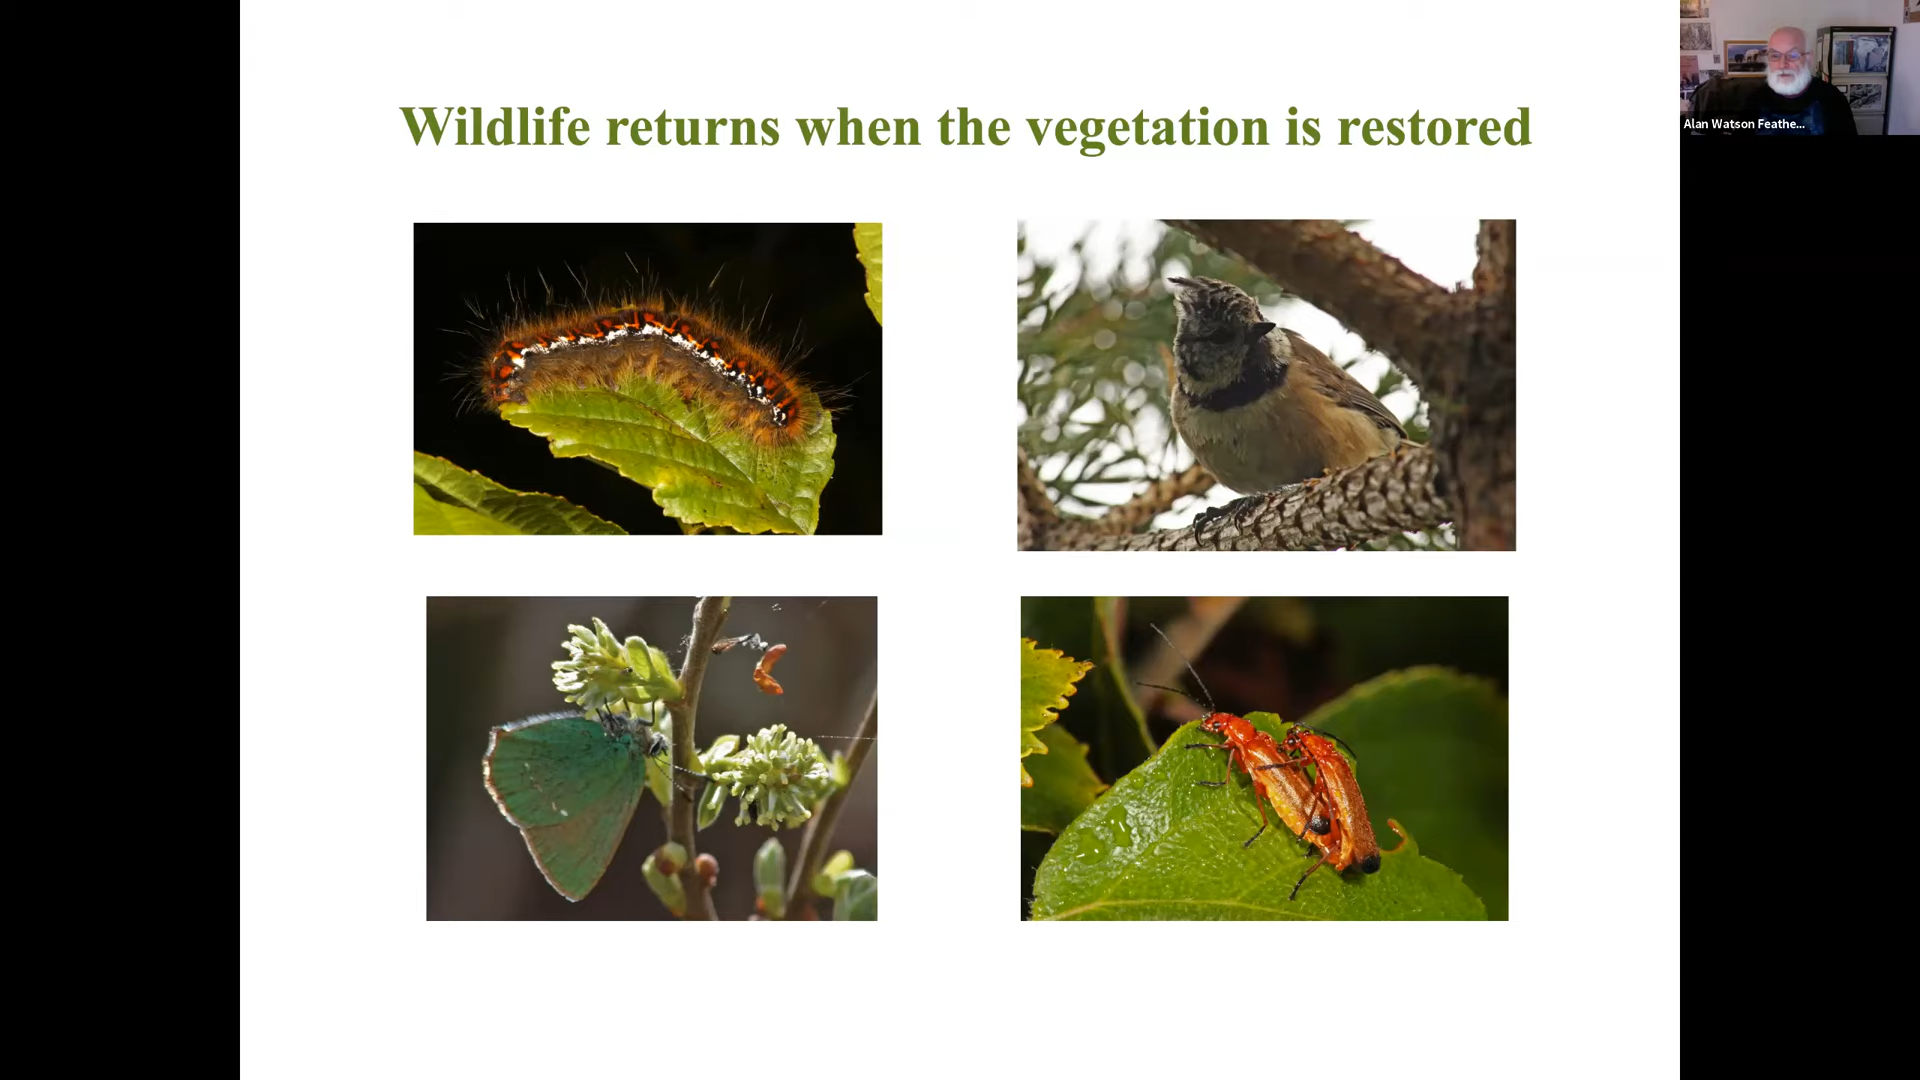 Wildlife returns when the vegetation is restored
Alan Watson Feathe...